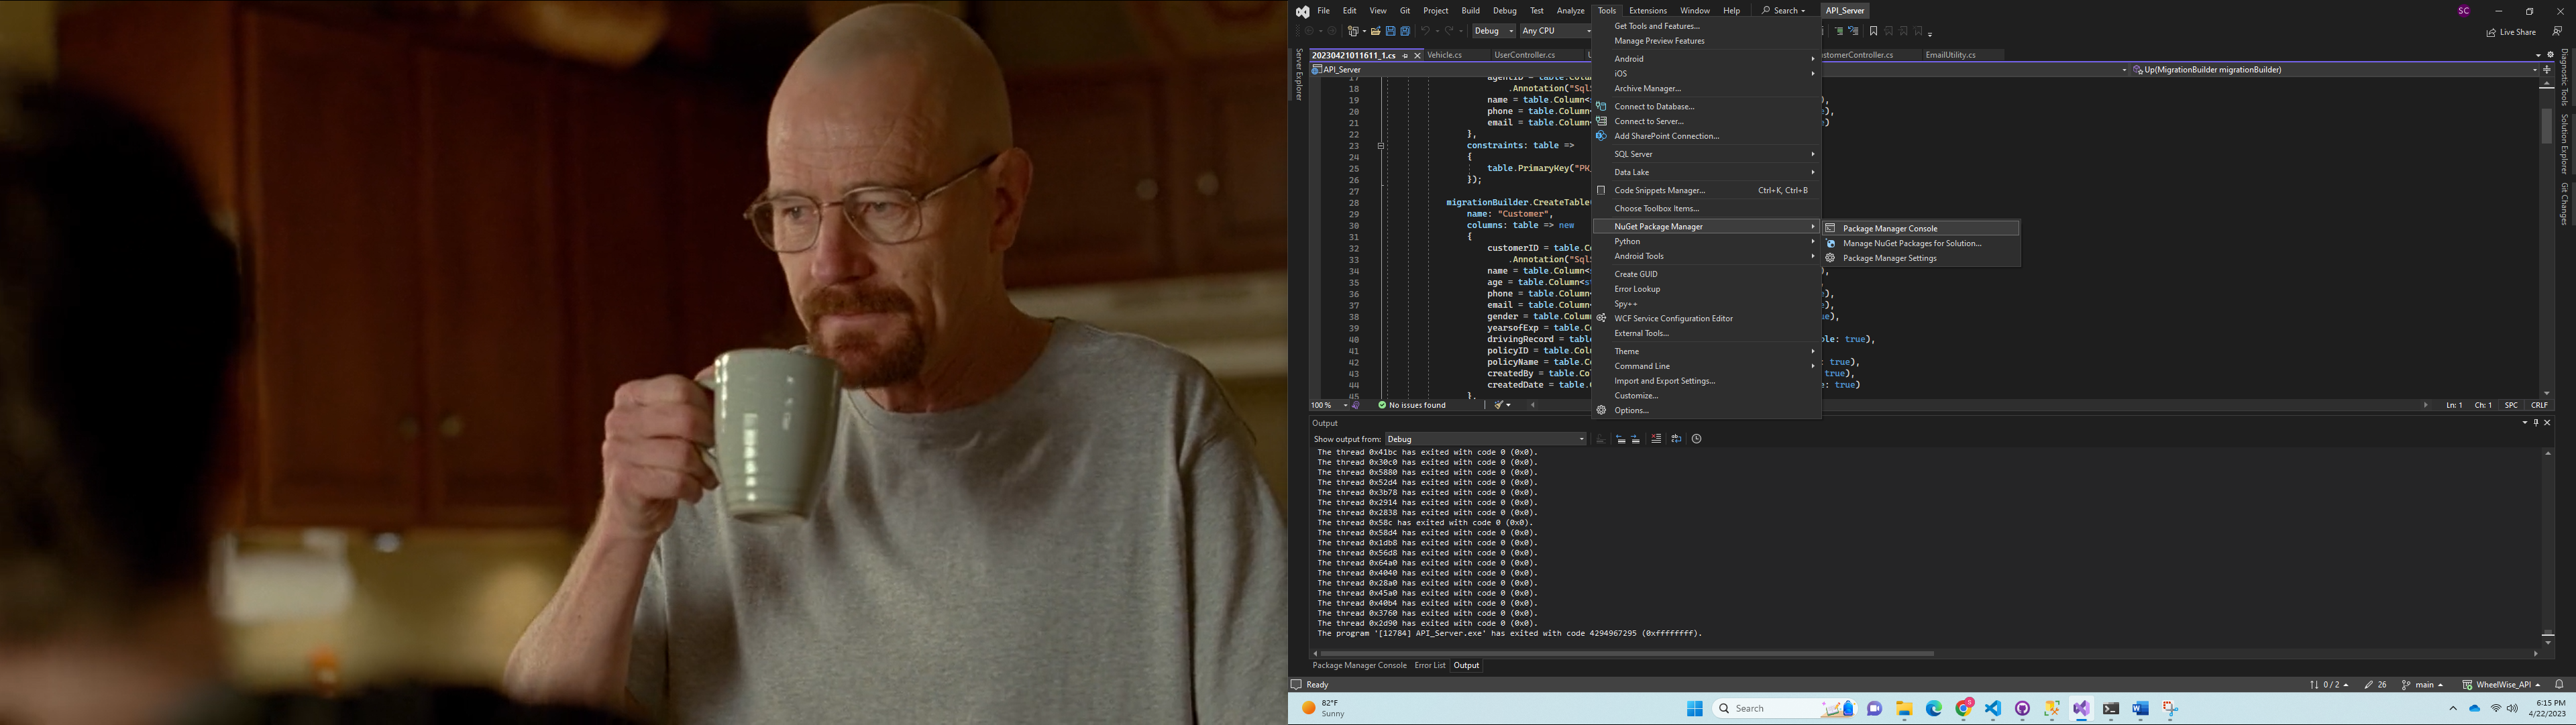 File Edit View Git Project Build Debug Test Analyze Tools Extensions Window Help Search API_Server SC
Debug Any CPU Live Share
20230421011611_1.cs Vehicle.cs UserController.cs EmailUtility.cs
API_Server Up(MigrationBuilder migrationBuilder)
Server Explorer
18 .Annotation("Sql
19 name = table.Column<
20 phone = table.Column<
21 email = table.Column<
22 },
23 constraints: table =>
24 {
25 table.PrimaryKey("PK
26 });
27
28 migrationBuilder.CreateTable
29 name: "Customer",
30 columns: table => new
31 {
32 customerID = table.Co
33 .Annotation("Sql
34 name = table.Column<
35 age = table.Column<
36 phone = table.Column<
37 email = table.Column<
38 gender = table.Column
39 yearsofExp = table.Co
40 drivingRecord = tabl le: true),
41 policyID = table.Colu
42 policyName = table.C : true),
43 createdBy = table.Col true),
44 createdDate = table. e: true)
45 },
Get Tools and Features...
Manage Preview Features
Android
iOS
Archive Manager...
Connect to Database...
Connect to Server...
Add SharePoint Connection...
SQL Server
Data Lake
Code Snippets Manager... Ctrl+K, Ctrl+B
Choose Toolbox Items...
NuGet Package Manager
Python
Android Tools
Create GUID
Error Lookup
Spy++
WCF Service Configuration Editor
External Tools...
Theme
Command Line
Import and Export Settings...
Customize...
Options...
Package Manager Console
Manage NuGet Packages for Solution...
Package Manager Settings
Diagnostic Tools
Solution Explorer
Git Changes
100 % No issues found Ln: 1 Ch: 1 SPC CRLF
Output
Show output from: Debug
The thread 0x41bc has exited with code 0 (0x0).
The thread 0x30c0 has exited with code 0 (0x0).
The thread 0x5880 has exited with code 0 (0x0).
The thread 0x52d4 has exited with code 0 (0x0).
The thread 0x3b78 has exited with code 0 (0x0).
The thread 0x2914 has exited with code 0 (0x0).
The thread 0x2838 has exited with code 0 (0x0).
The thread 0x58c has exited with code 0 (0x0).
The thread 0x58d4 has exited with code 0 (0x0).
The thread 0x1db8 has exited with code 0 (0x0).
The thread 0x56d8 has exited with code 0 (0x0).
The thread 0x64a0 has exited with code 0 (0x0).
The thread 0x4040 has exited with code 0 (0x0).
The thread 0x28a0 has exited with code 0 (0x0).
The thread 0x45a0 has exited with code 0 (0x0).
The thread 0x40b4 has exited with code 0 (0x0).
The thread 0x3760 has exited with code 0 (0x0).
The thread 0x2d90 has exited with code 0 (0x0).
The program '[12784] API_Server.exe' has exited with code 4294967295 (0xffffffff).
Package Manager Console Error List Output
Ready 0 / 2 26 main WheelWise_API
82°F
Sunny
Search
6:15 PM
4/22/2023